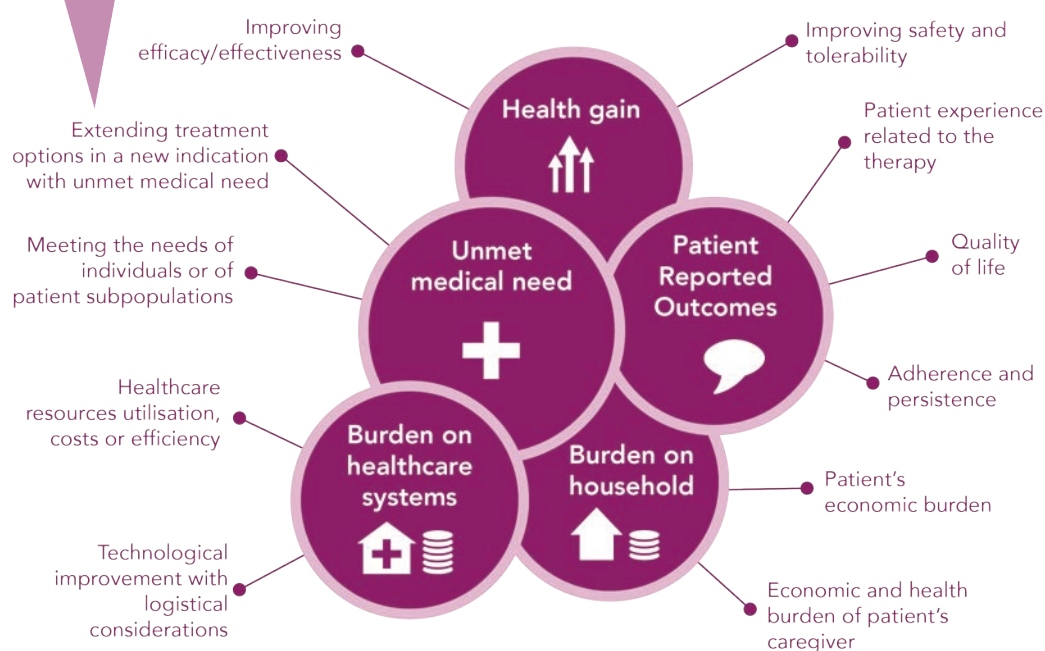 Improving
efficacy/effectiveness
Improving safety and
tolerability
Health gain
Extending treatment
options in a new indication
with unmet medical need
Patient experience
related to the
therapy
Meeting the needs of
individuals or of
patient subpopulations
Unmet
medical need
Patient
Reported
Outcomes
Quality
of life
Adherence and
persistence
Healthcare
resources utilisation,
costs or efficiency
Burden on
healthcare
systems
Burden on
household
Patient’s
economic burden
Technological
improvement with
logistical
considerations
Economic and health
burden of patient’s
caregiver